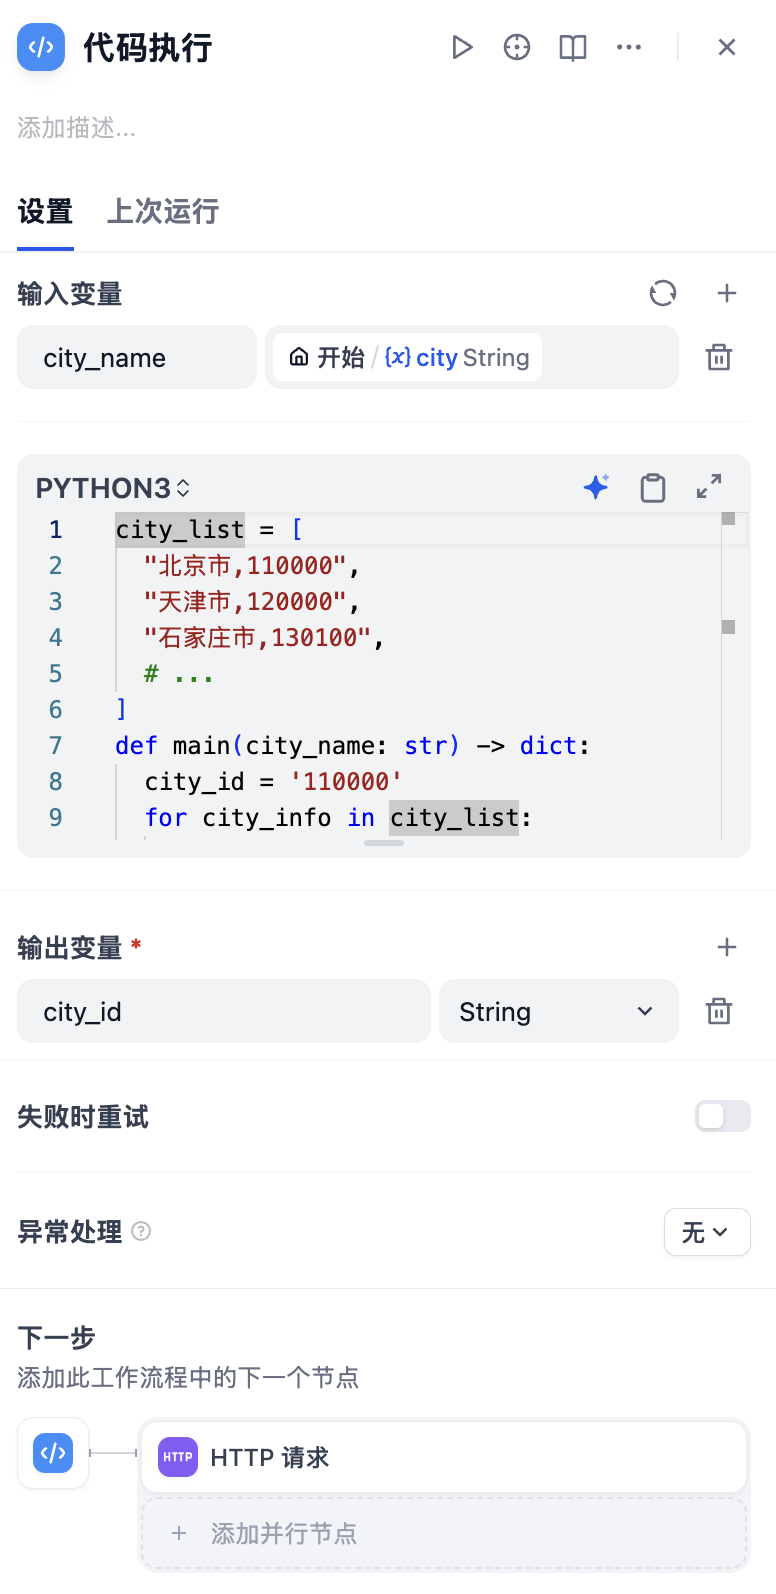 代码执行
添加描述...
设置 上次运行
输入变量
city_name 开始 / {x} city String
PYTHON3
1 city_list = [
2 "北京市,110000",
3 "天津市,120000",
4 "石家庄市,130100",
5 # ...
6 ]
7 def main(city_name: str) -> dict:
8 city_id = '110000'
9 for city_info in city_list:
输出变量 *
city_id String
失败时重试
异常处理 ? 无
下一步
添加此工作流程中的下一个节点
HTTP HTTP 请求
+ 添加并行节点